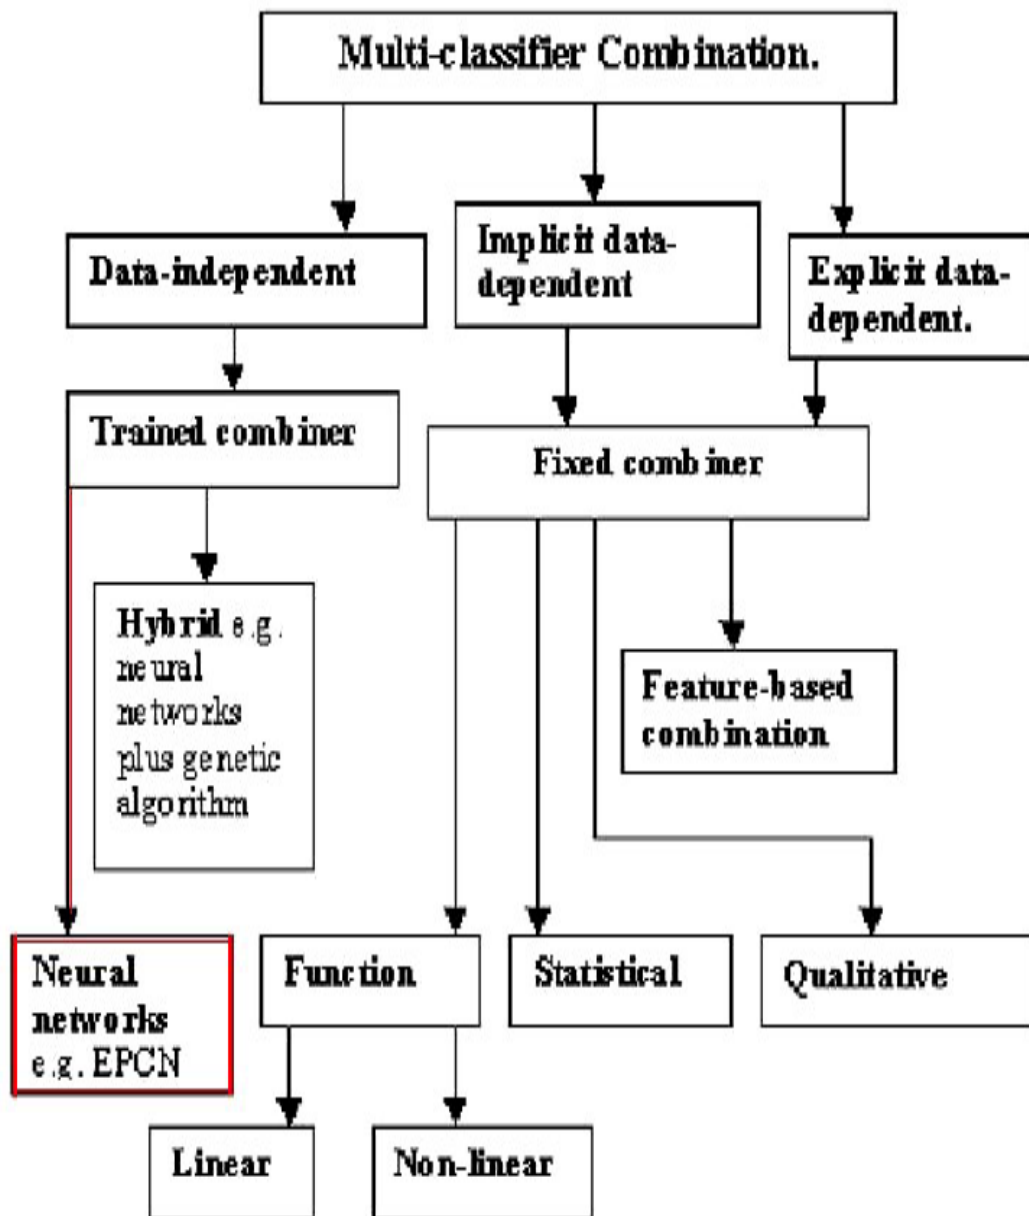 Multi-classifier Combination.
Data-independent
Implicit data-
dependent
Explicit data-
dependent.
Trained combiner
Fixed combiner
Hybrid e.g.
neural
networks
plus genetic
algorithm
Feature-based
combination
Neural
networks
e.g. EPCN
Function
Statistical
Qualitative
Linear
Non-linear